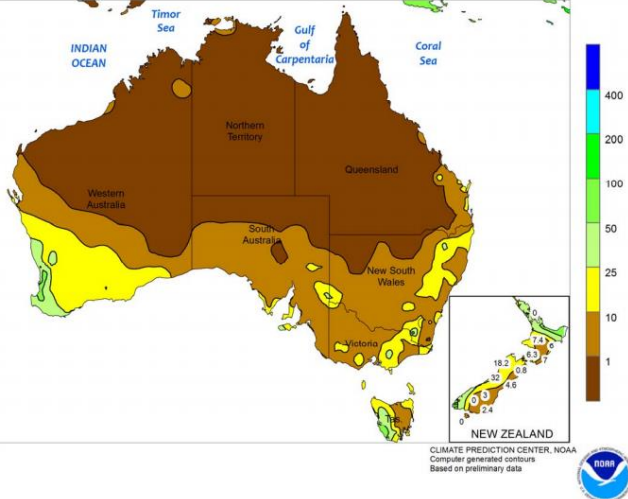 Timor
Sea
INDIAN
OCEAN
Gulf
of
Carpentaria
Coral
Sea
Northern
Territory
Queensland
Western
Australia
South
Australia
New South
Wales
Victoria
Tas.
400
200
100
50
25
10
1
0
7.4
6
6.3
7
18.2
0.8
32
4.6
3
0
2.4
0
NEW ZEALAND
CLIMATE PREDICTION CENTER, NOAA
Computer generated contours
Based on preliminary data
NOAA